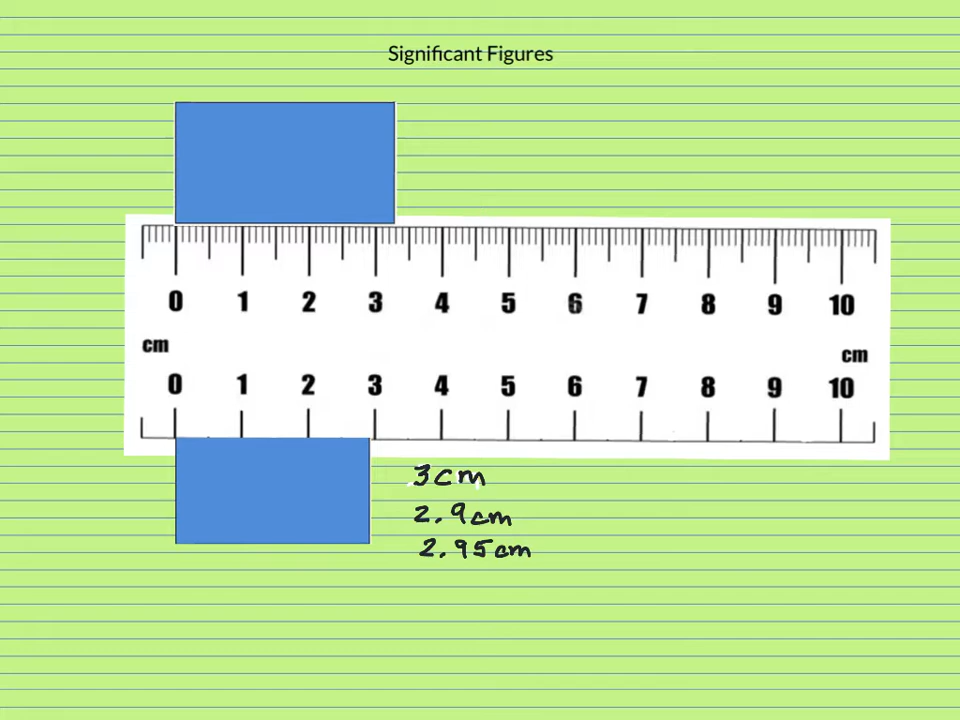 Significant Figures
0 1 2 3 4 5 6 7 8 9 10
cm cm
0 1 2 3 4 5 6 7 8 9 10
3cm
2.9cm
2.95cm